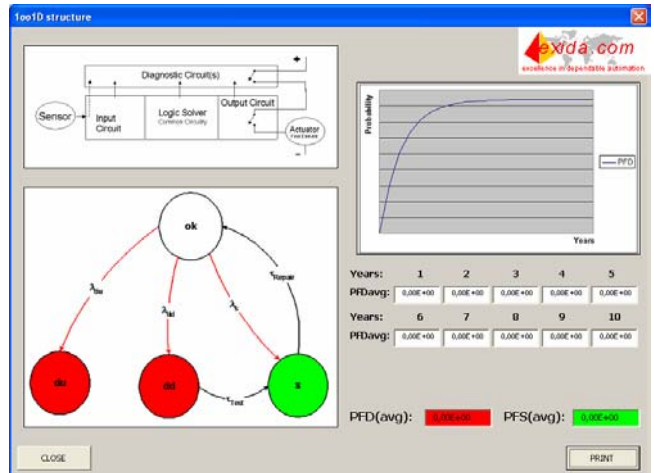 1oo1D structure
exida.com
excellence in dependable automation
Diagnostic Circuit(s)
+
Sensor
Input
Circuit
Logic Solver
Common Circuitry
Output Circuit
Actuator
–
Probability
PFD
Years
ok
λdu
λdd
λs
τRepair
du
dd
s
τTest
Years: 1 2 3 4 5
PFDavg: 0,00E+00 0,00E+00 0,00E+00 0,00E+00 0,00E+00
Years: 6 7 8 9 10
PFDavg: 0,00E+00 0,00E+00 0,00E+00 0,00E+00 0,00E+00
PFD(avg): 0,00E+00 PFS(avg): 0,00E+00
CLOSE
PRINT